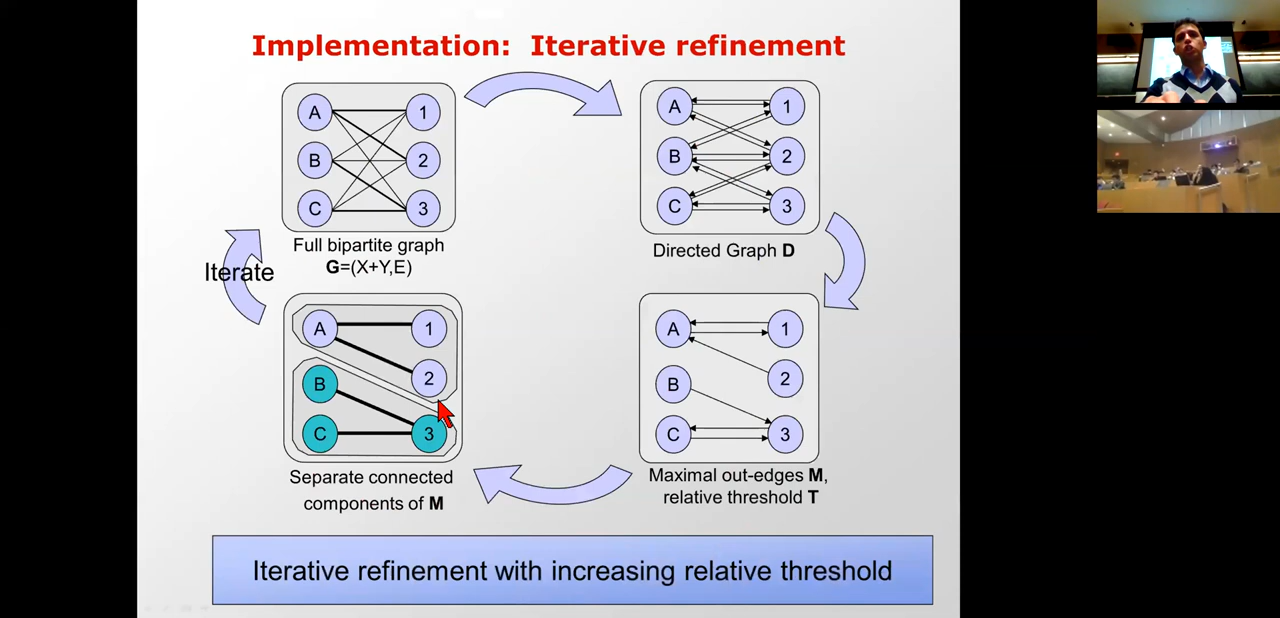 Implementation: Iterative refinement
A 1
B 2
C 3
Full bipartite graph
G=(X+Y,E)
A 1
B 2
C 3
Directed Graph D
Iterate
A 1
2
B
C 3
Separate connected
components of M
A 1
B 2
C 3
Maximal out-edges M,
relative threshold T
Iterative refinement with increasing relative threshold